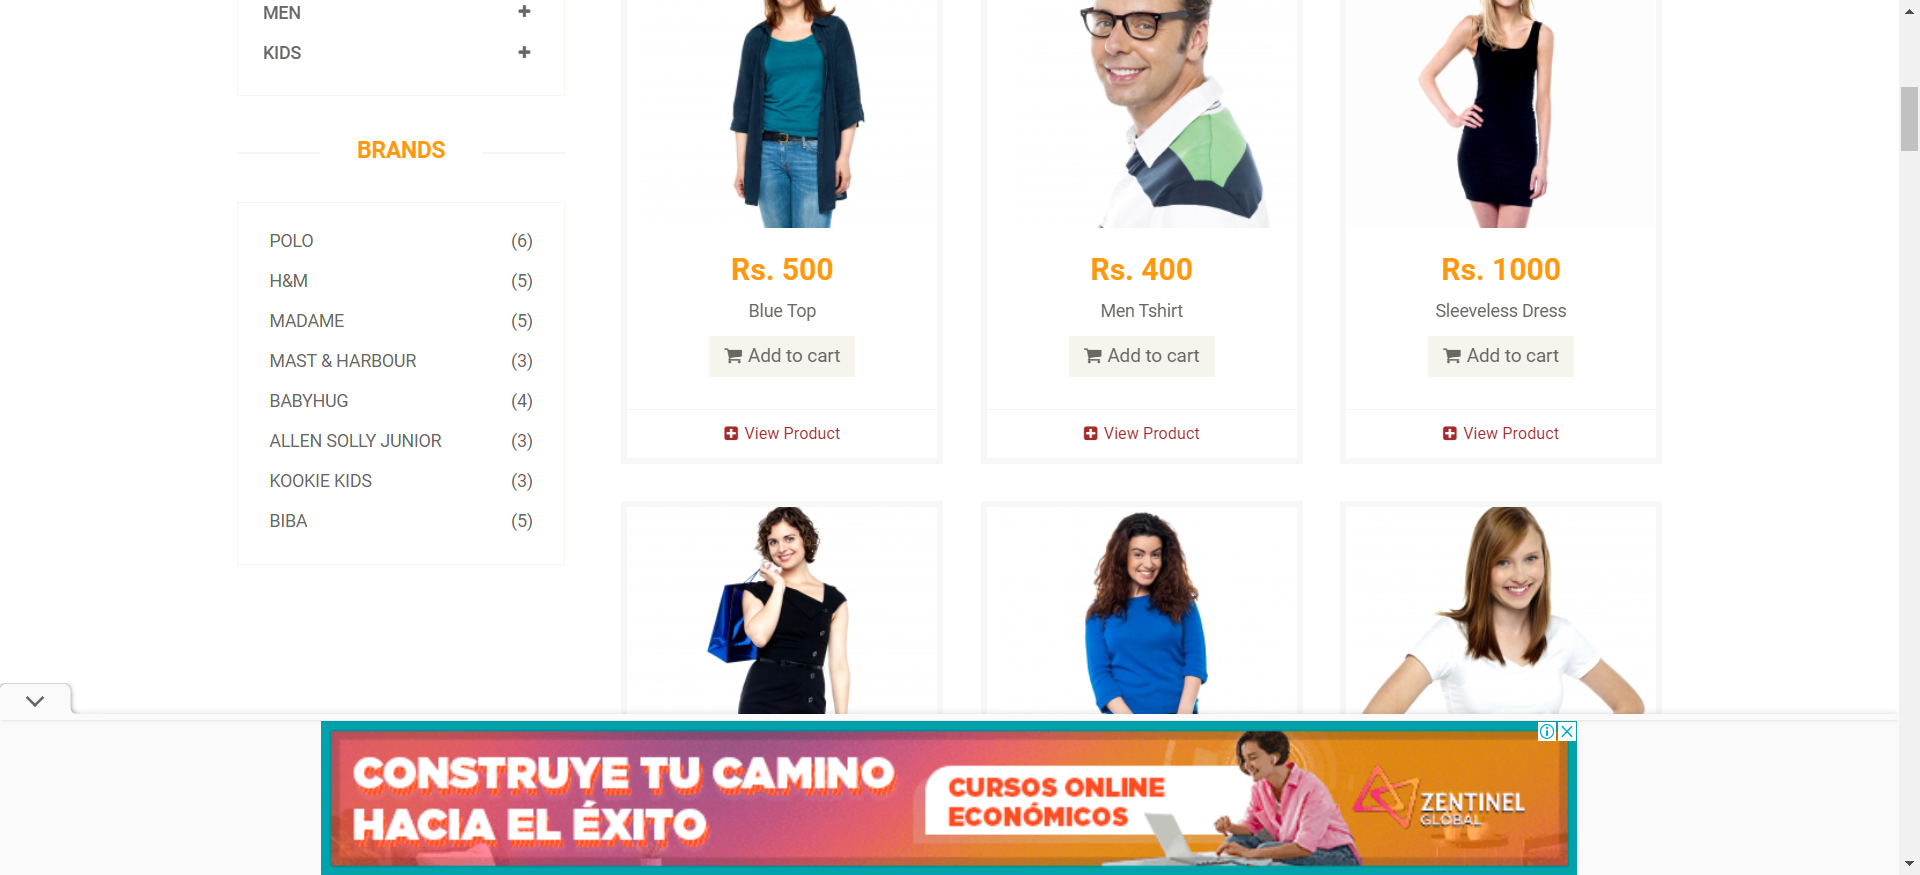 MEN
KIDS
BRANDS
POLO (6)
H&M (5)
MADAME (5)
MAST & HARBOUR (3)
BABYHUG (4)
ALLEN SOLLY JUNIOR (3)
KOOKIE KIDS (3)
BIBA (5)
Rs. 500
Blue Top
Add to cart
View Product
Rs. 400
Men Tshirt
Add to cart
View Product
Rs. 1000
Sleeveless Dress
Add to cart
View Product
CONSTRUYE TU CAMINO
HACIA EL ÉXITO
CURSOS ONLINE
ECONÓMICOS
ZENTINEL
GLOBAL